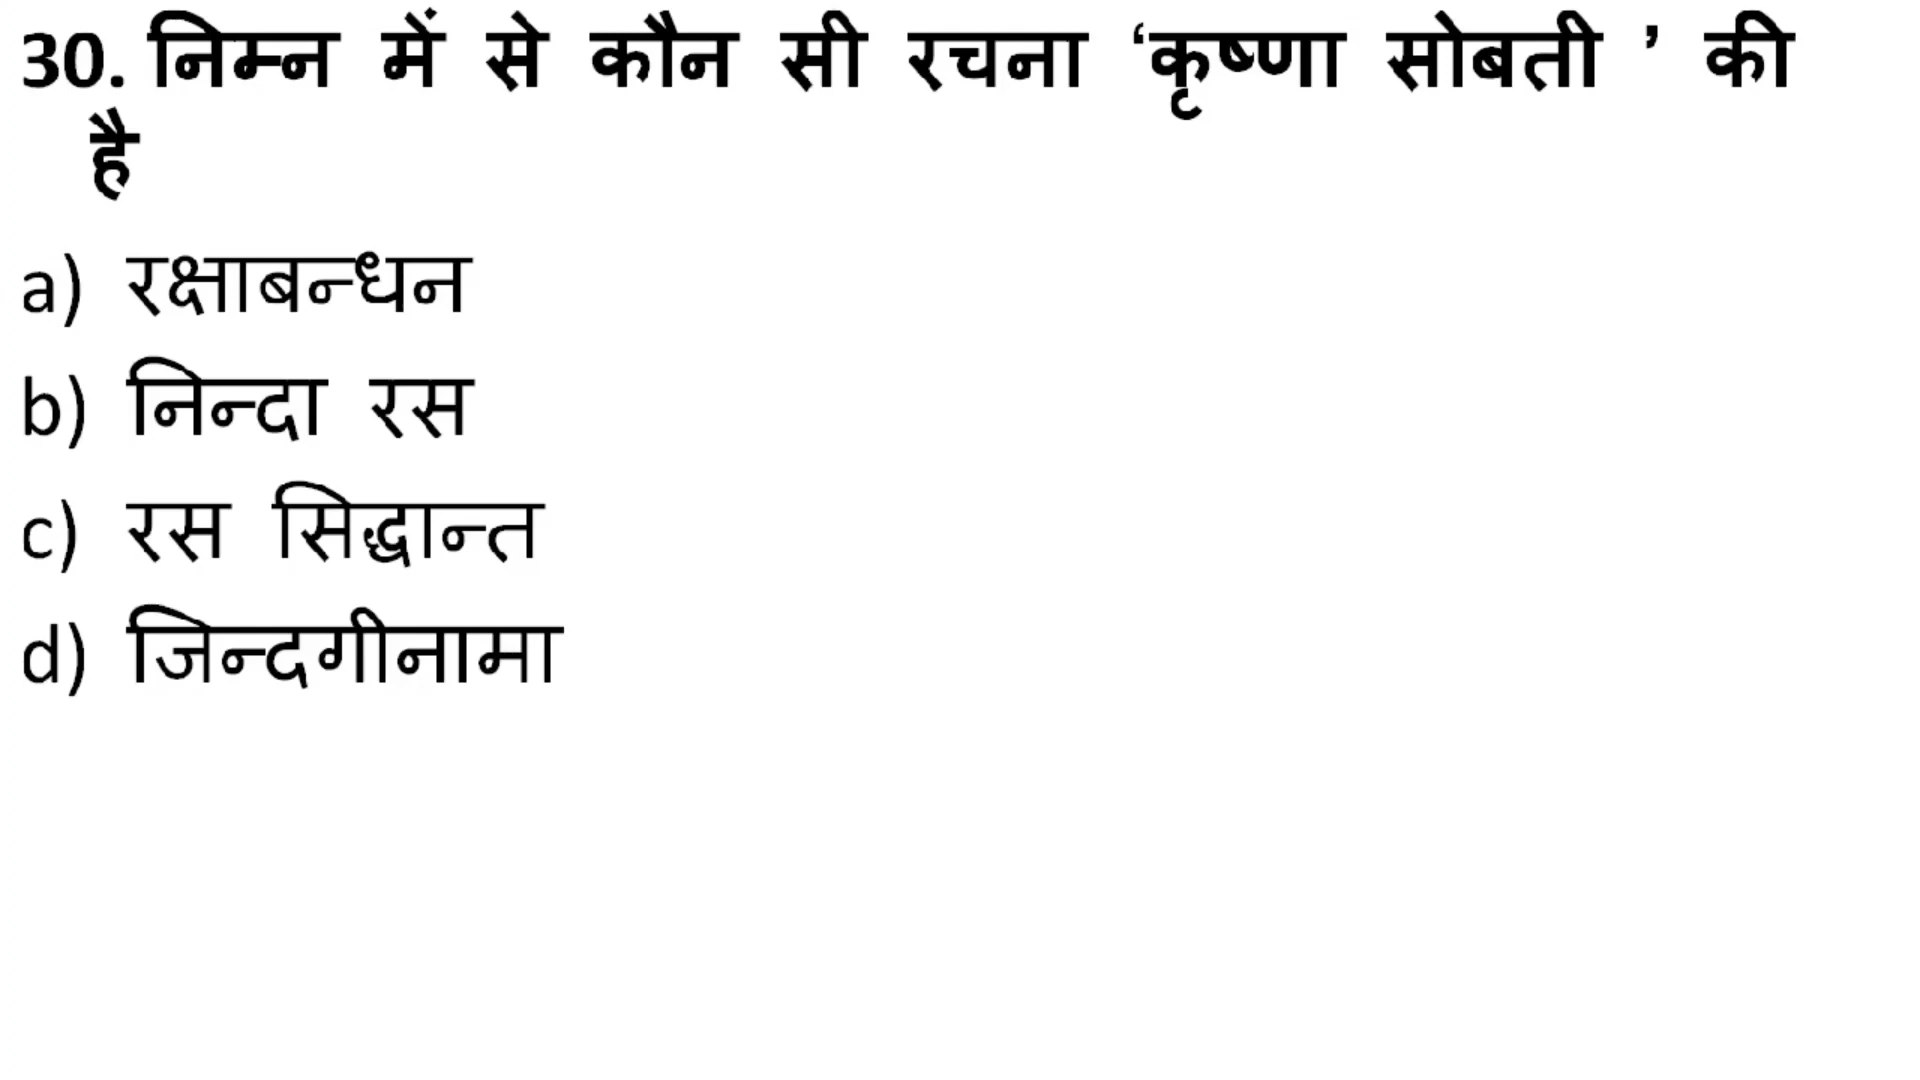 30. निम्न में से कौन सी रचना ‘कृष्णा सोबती ’ की
है
a) रक्षाबन्धन
b) निन्दा रस
c) रस सिद्धान्त
d) जिन्दगीनामा